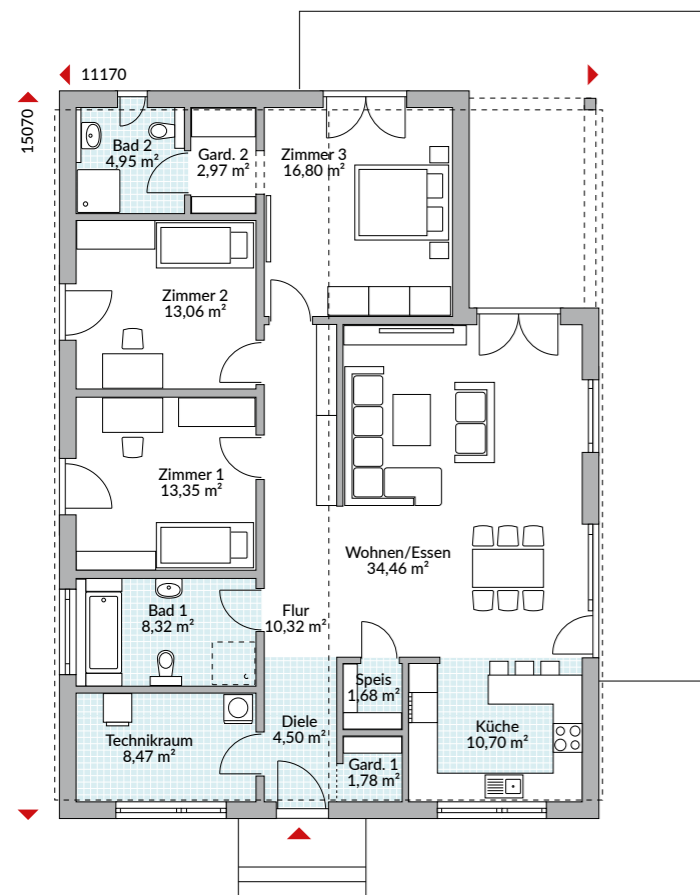 11170
15070
Bad 2
4,95 m²
Gard. 2
2,97 m²
Zimmer 3
16,80 m²
Zimmer 2
13,06 m²
Zimmer 1
13,35 m²
Wohnen/Essen
34,46 m²
Bad 1
8,32 m²
Flur
10,32 m²
Speis
1,68 m²
Diele
4,50 m²
Küche
10,70 m²
Technikraum
8,47 m²
Gard. 1
1,78 m²